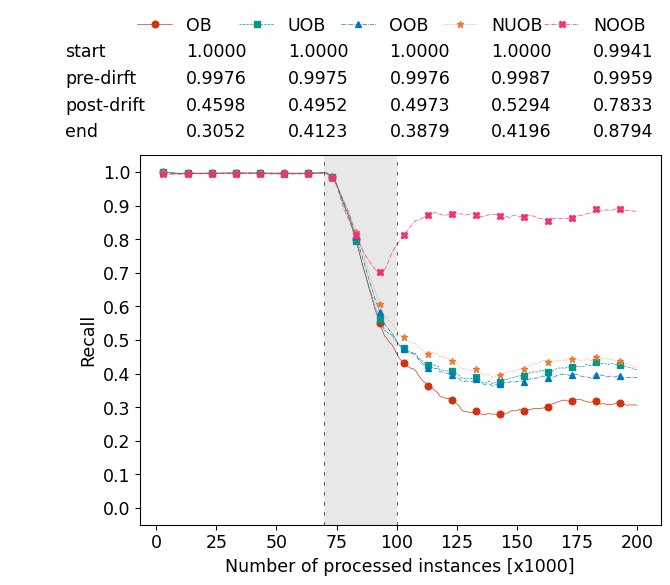 OB UOB OOB NUOB NOOB
start 1.0000 1.0000 1.0000 1.0000 0.9941
pre-dirft 0.9976 0.9975 0.9976 0.9987 0.9959
post-drift 0.4598 0.4952 0.4973 0.5294 0.7833
end 0.3052 0.4123 0.3879 0.4196 0.8794
1.0
0.9
0.8
0.7
0.6
0.5
0.4
0.3
0.2
0.1
0.0
Recall
0 25 50 75 100 125 150 175 200
Number of processed instances [x1000]